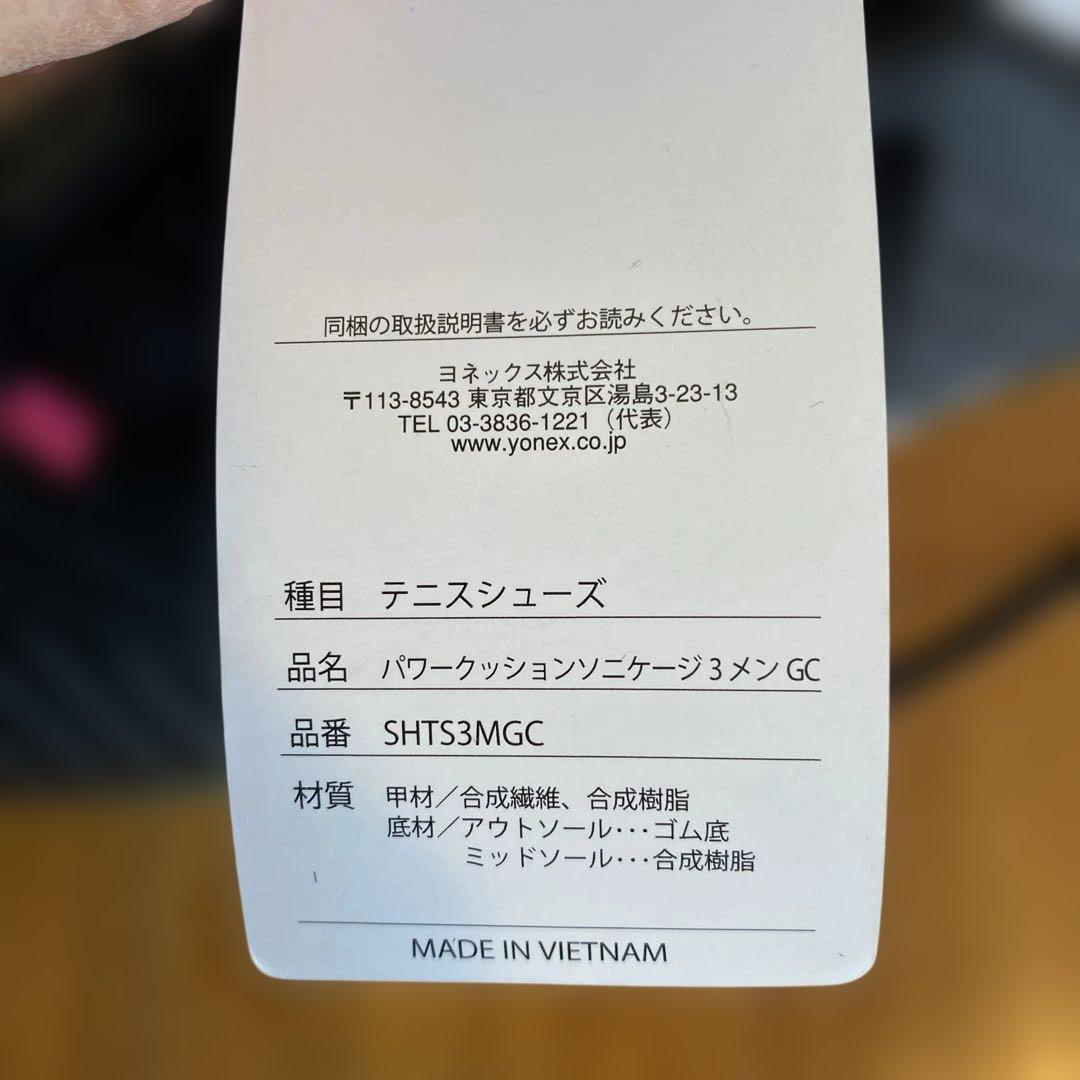 同梱の取扱説明書を必ずお読みください。
ヨネックス株式会社
〒113-8543 東京都文京区湯島3-23-13
TEL 03-3836-1221（代表）
www.yonex.co.jp
種目 テニスシューズ
品名 パワークッションソニケージ 3 メン GC
品番 SHTS3MGC
材質 甲材／合成繊維、合成樹脂
底材／アウトソール･･･ゴム底
ミッドソール･･･合成樹脂
MADE IN VIETNAM